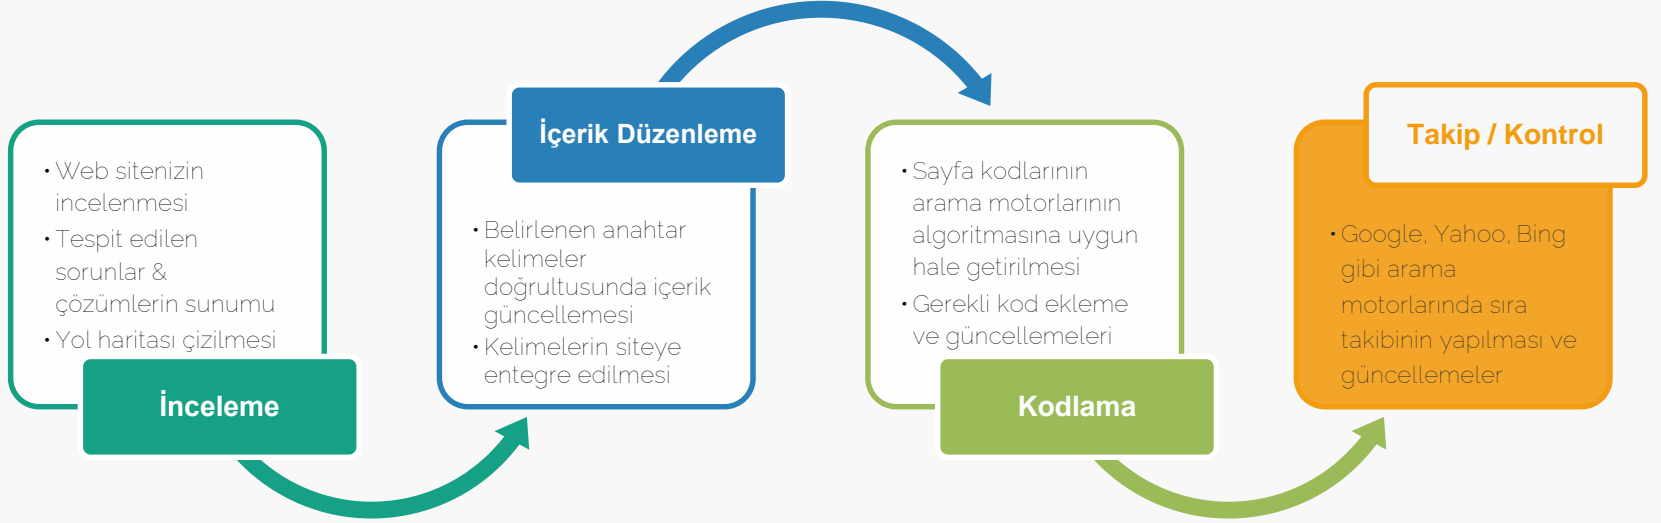 • Web sitenizin
incelenmesi
• Tespit edilen
sorunlar &
çözümlerin sunumu
• Yol haritası çizilmesi
İnceleme
İçerik Düzenleme
• Belirlenen anahtar
kelimeler
doğrultusunda içerik
güncellemesi
• Kelimelerin siteye
entegre edilmesi
• Sayfa kodlarının
arama motorlarının
algoritmasına uygun
hale getirilmesi
• Gerekli kod ekleme
ve güncellemeleri
Kodlama
Takip / Kontrol
• Google, Yahoo, Bing
gibi arama
motorlarında sıra
takibinin yapılması ve
güncellemeler